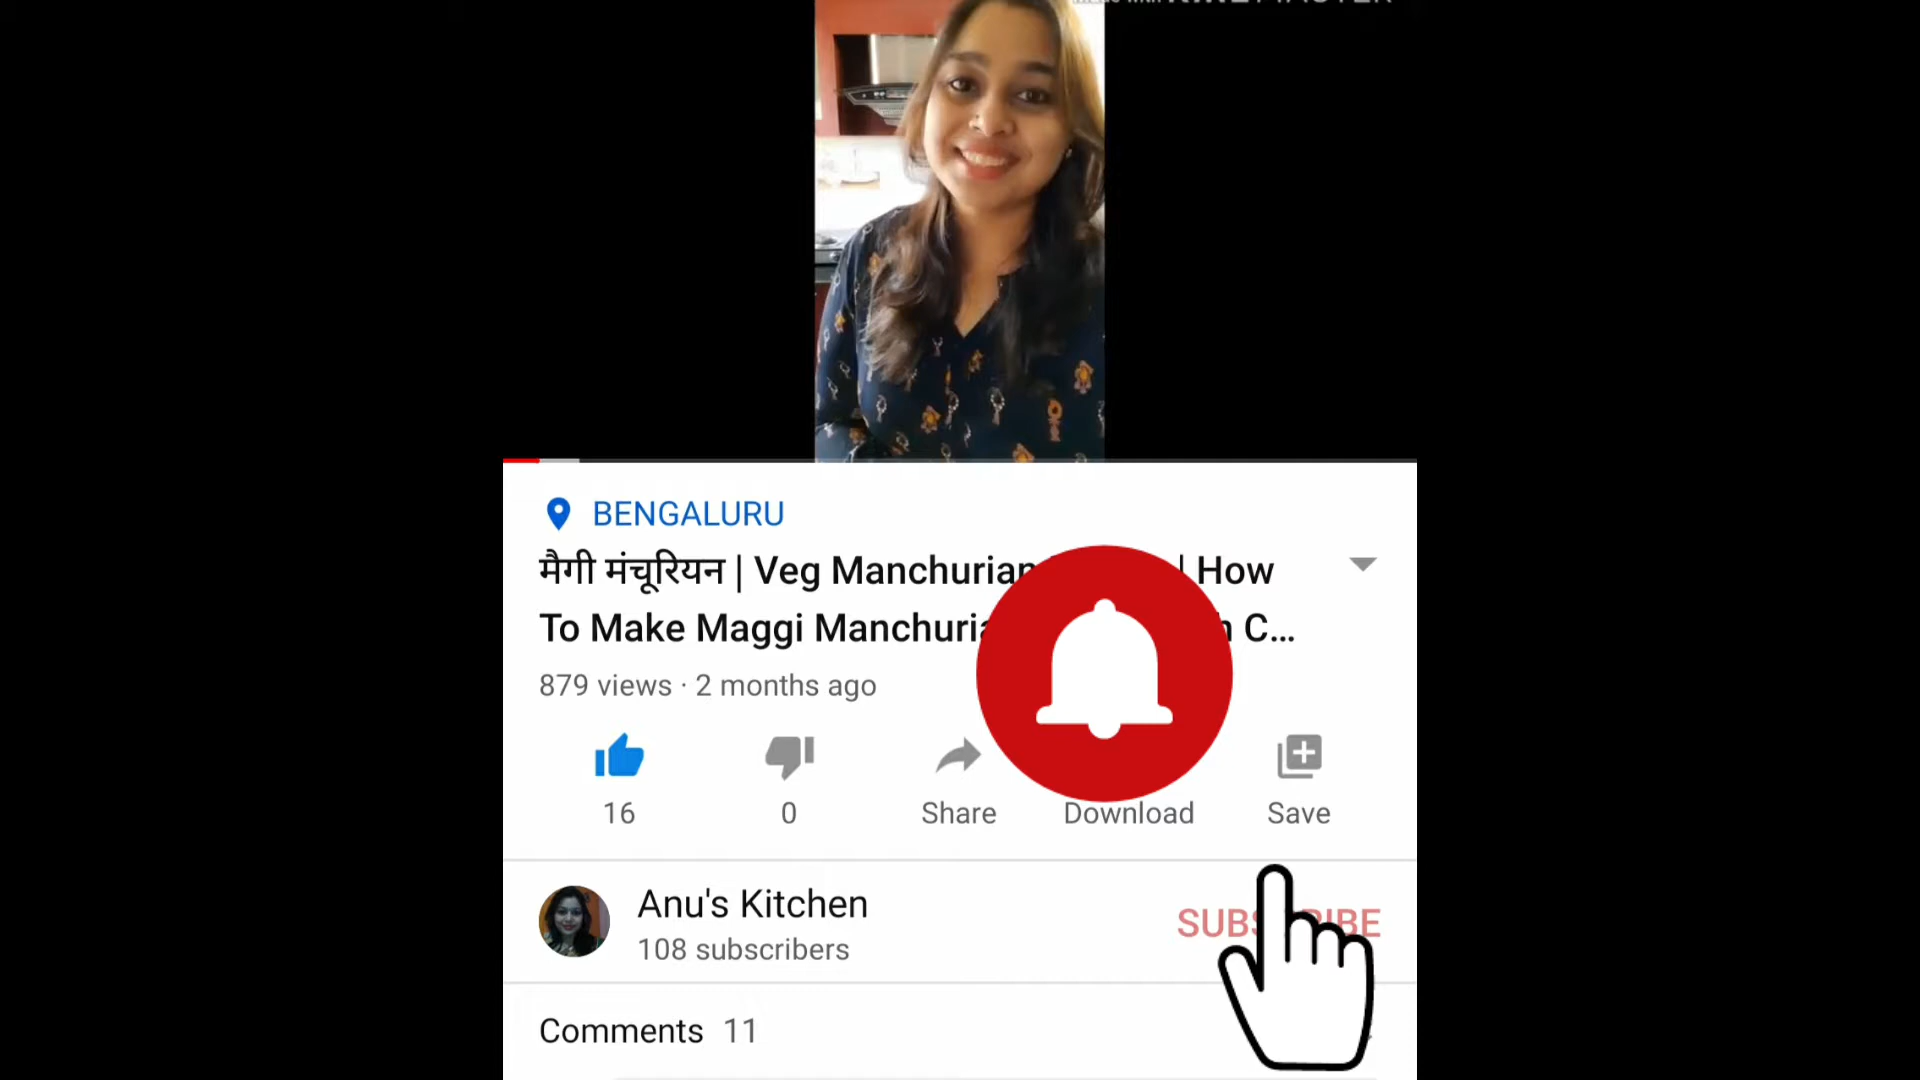 BENGALURU
मैगी मंचूरियन | Veg Manchurian | How
To Make Maggi C...
879 views · 2 months ago
16 0 Share Download Save
Anu's Kitchen
SUBSCRIBE
108 subscribers
Comments 11